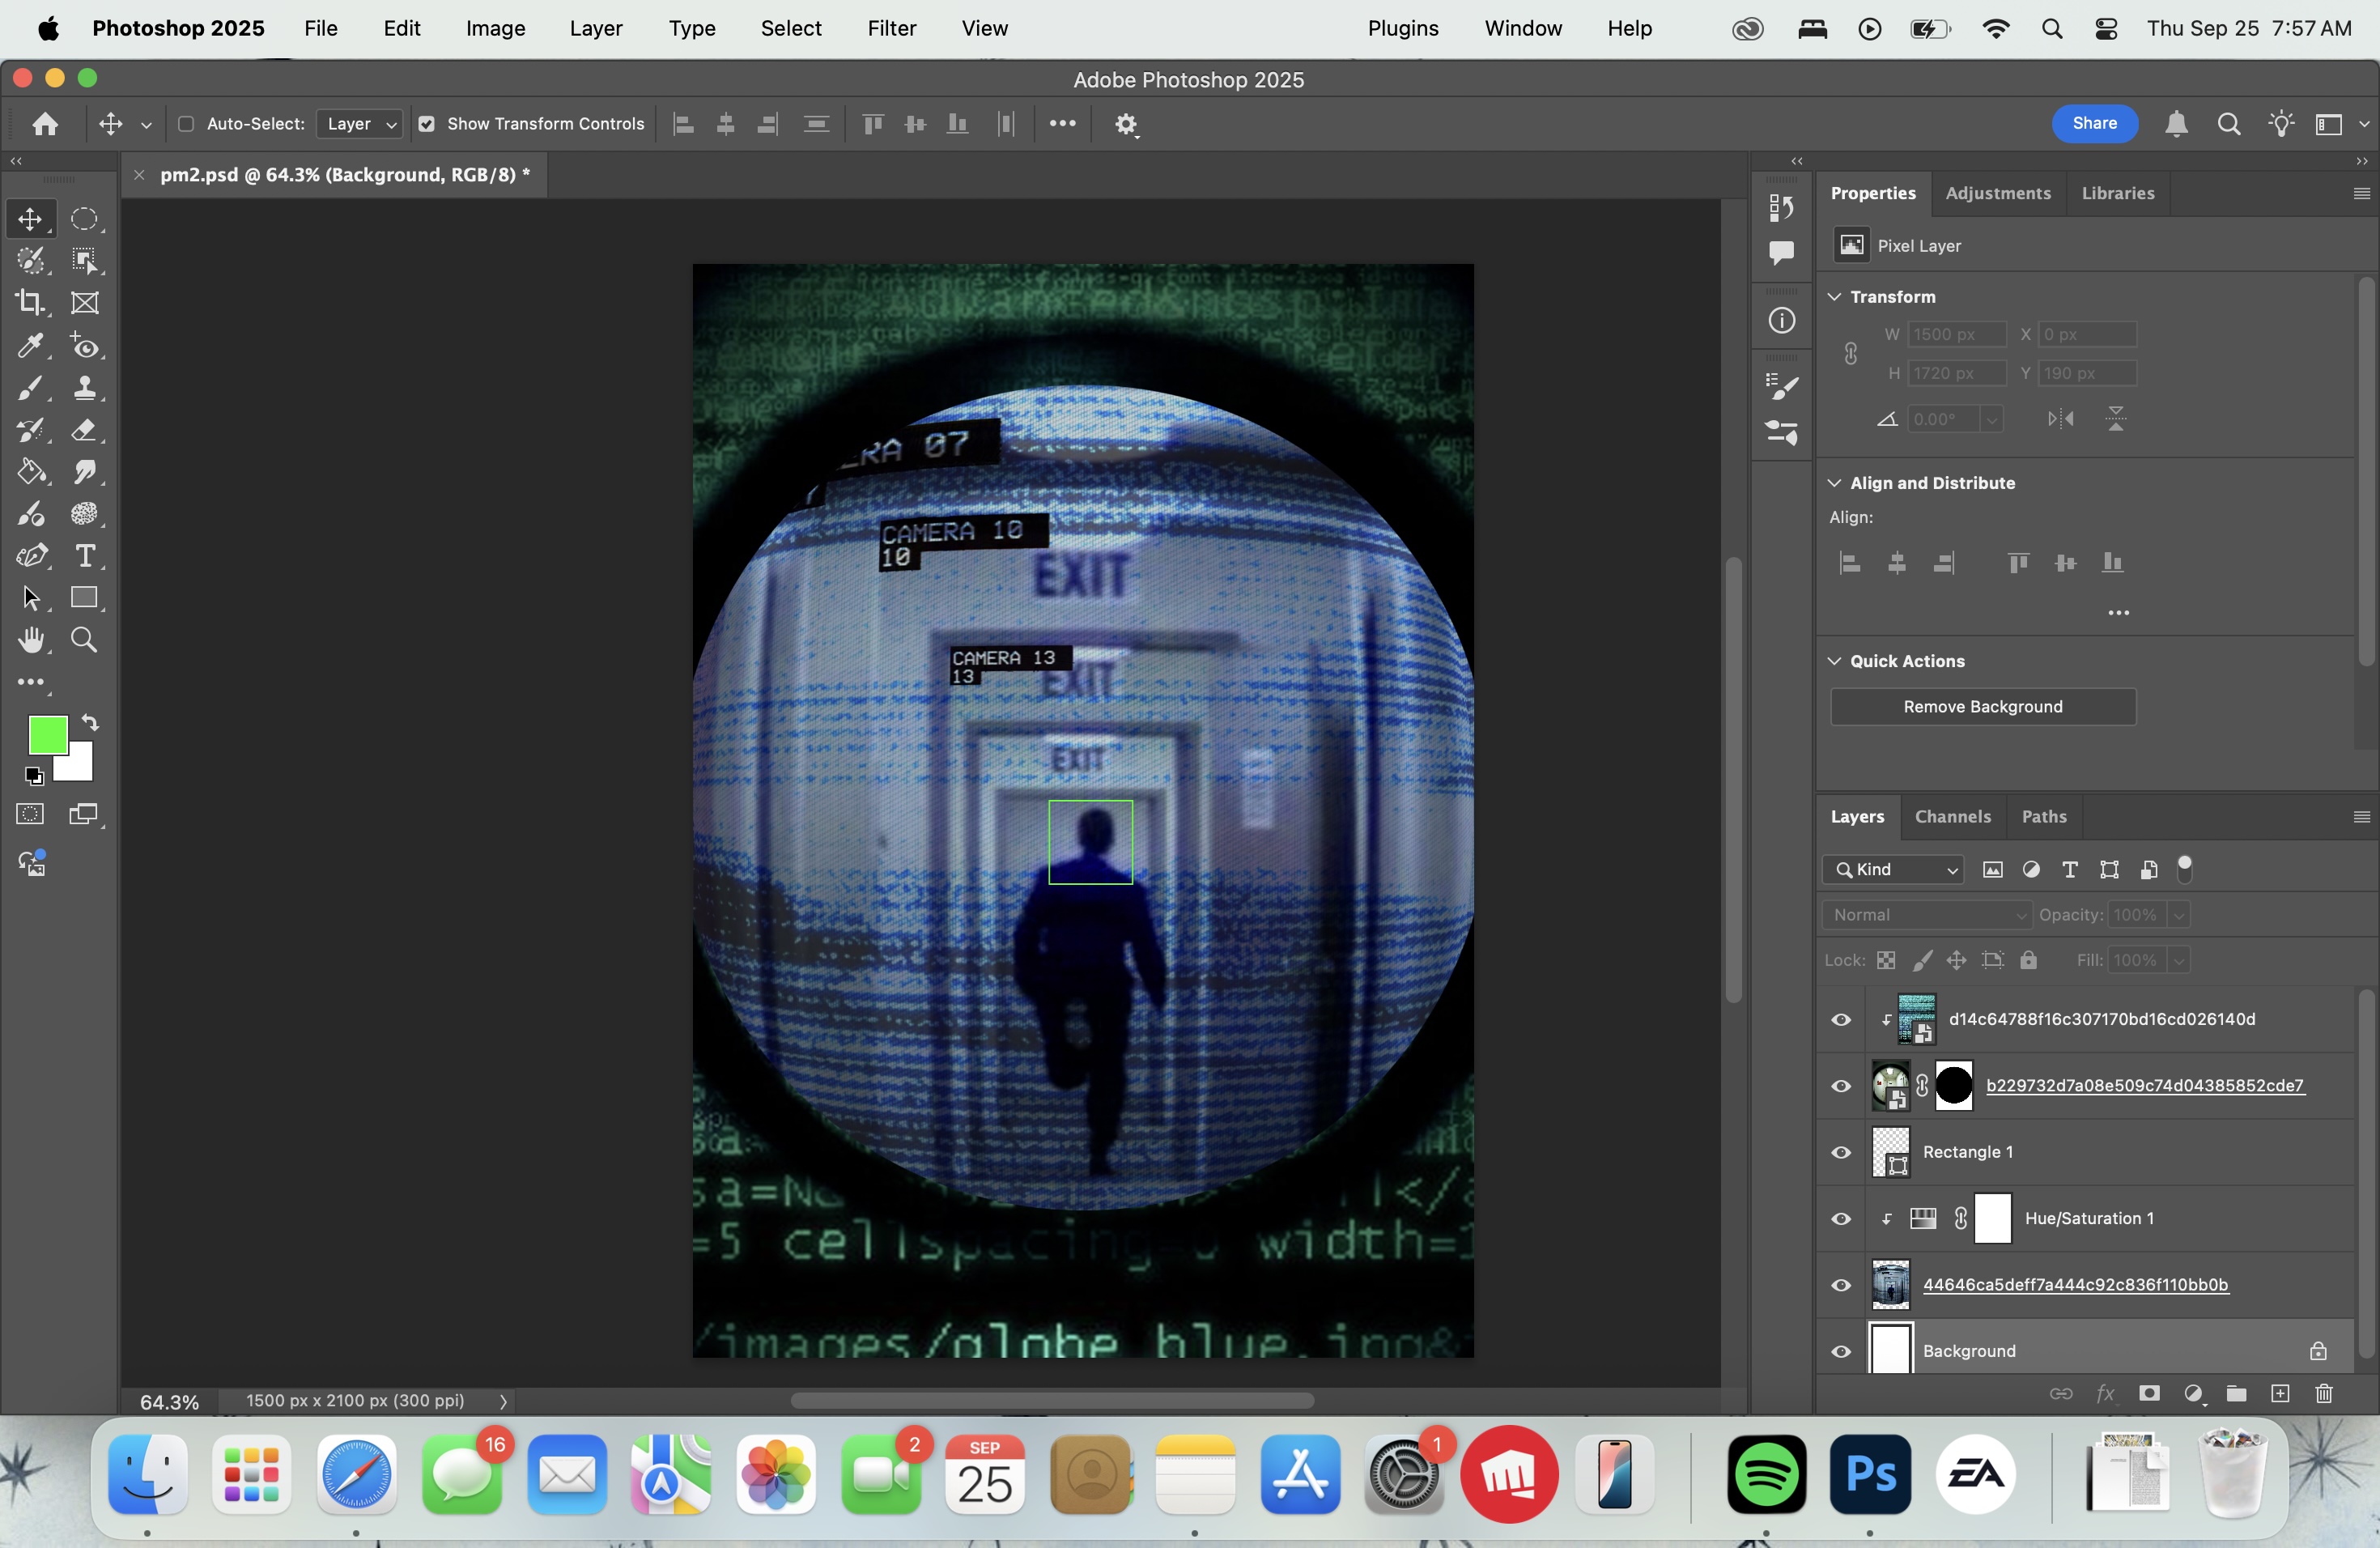 Photoshop 2025 File Edit Image Layer Type Select Filter View Plugins Window Help Thu Sep 25 7:57 AM
Adobe Photoshop 2025
Auto-Select: Layer Show Transform Controls Share
pm2.psd @ 64.3% (Background, RGB/8) *
Properties Adjustments Libraries
Pixel Layer
Transform
W 1500 px X 0 px
H 1720 px Y 190 px
0.00°
Align and Distribute
Align:
Quick Actions
Remove Background
Layers Channels Paths
Kind
Normal Opacity: 100%
Lock: Fill: 100%
d14c64788f16c307170bd16cd026140d
b229732d7a08e509c74d04385852cde7
Rectangle 1
Hue/Saturation 1
44646ca5deff7a444c92c836f110bb0b
Background
fx
07
CAMERA 10
10
EXIT
CAMERA 13
13
EXIT
EXIT
=5 cellspacing=0 width=
/images/globe_blue.jpg&
64.3% 1500 px x 2100 px (300 ppi)
16
2
SEP
25
1
Ps
EA